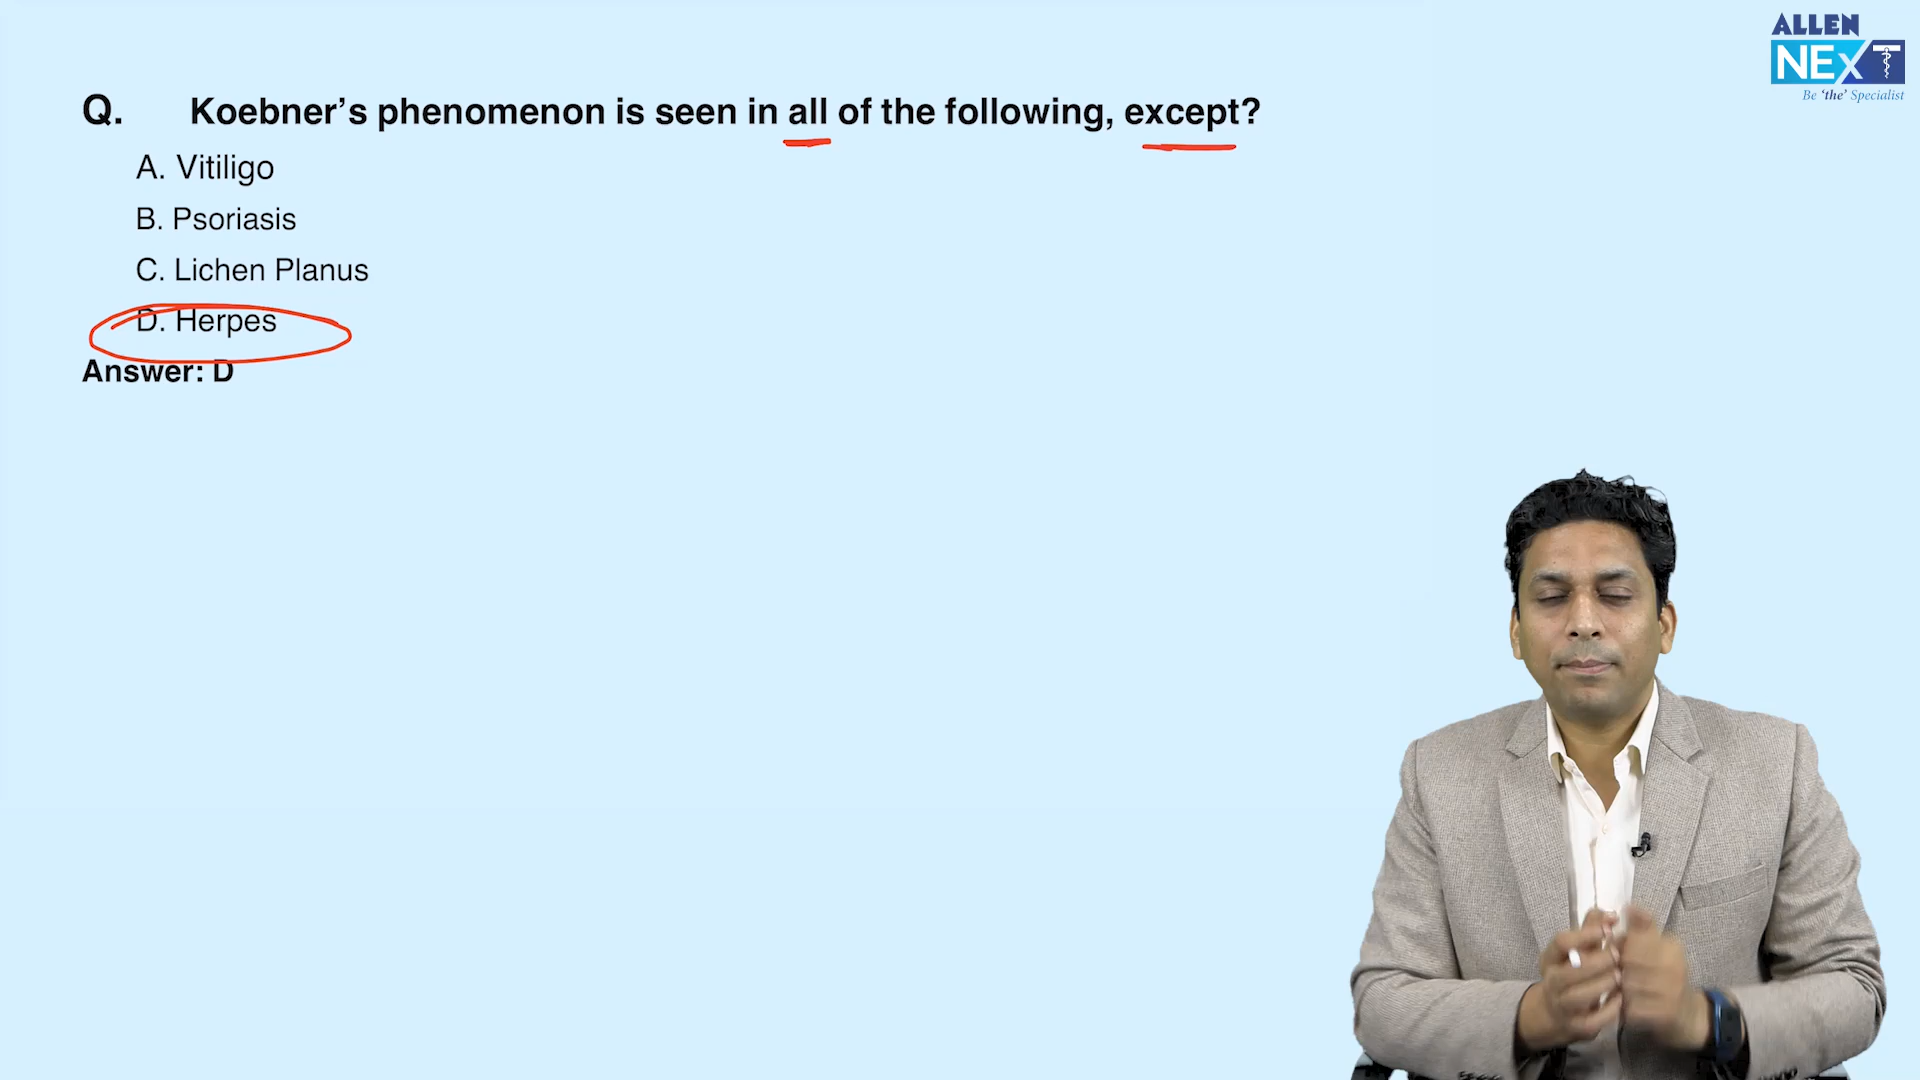 ALLEN
NExT
Be ‘the’ Specialist
Q. Koebner’s phenomenon is seen in all of the following, except?
A. Vitiligo
B. Psoriasis
C. Lichen Planus
D. Herpes
Answer: D